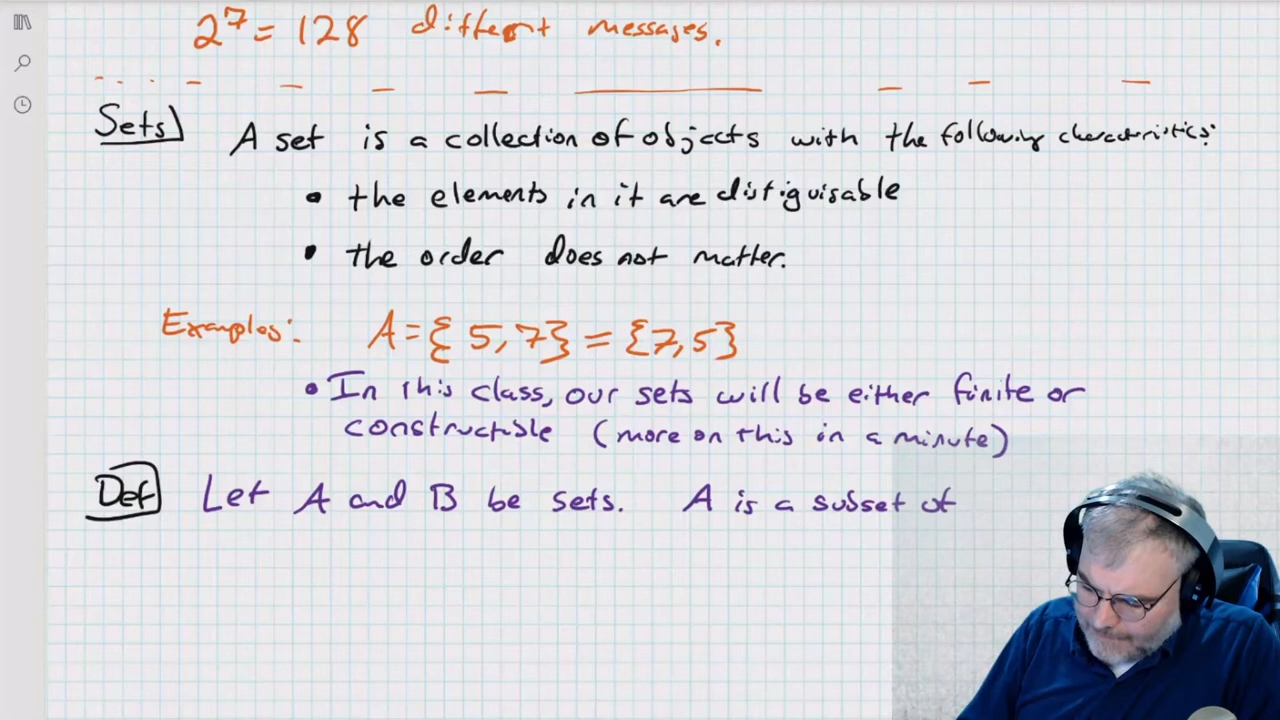 2⁷ = 128 different messages.
Sets) A set is a collection of objects with the following characteristics:
• the elements in it are distiguisable
• the order does not matter.
Examples: A = { 5, 7 } = { 7, 5 }
• In this class, our sets will be either finite or
constructible (more on this in a minute)
Def Let A and B be sets. A is a subset of